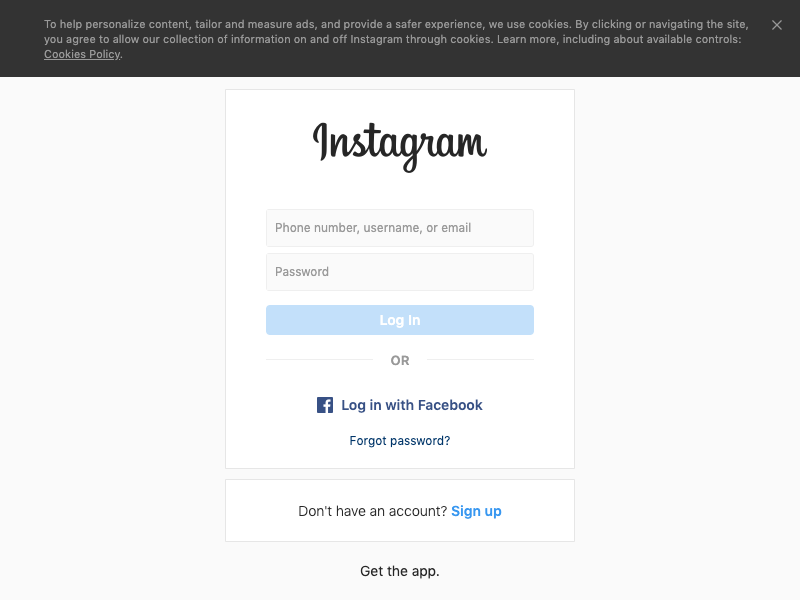 To help personalize content, tailor and measure ads, and provide a safer experience, we use cookies. By clicking or navigating the site,
you agree to allow our collection of information on and off Instagram through cookies. Learn more, including about available controls:
Cookies Policy.
Instagram
Phone number, username, or email
Password
Log In
OR
Log in with Facebook
Forgot password?
Don't have an account? Sign up
Get the app.